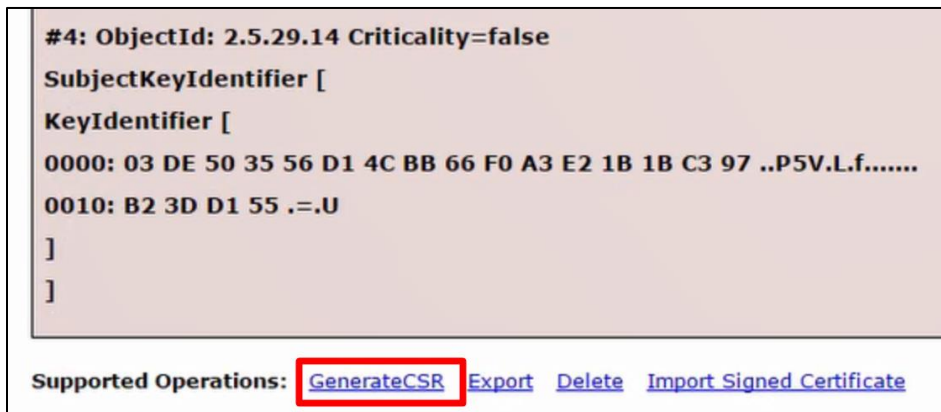 #4: ObjectId: 2.5.29.14 Criticality=false
SubjectKeyIdentifier [
KeyIdentifier [
0000: 03 DE 50 35 56 D1 4C BB 66 F0 A3 E2 1B 1B C3 97 ..P5V.L.f.......
0010: B2 3D D1 55 .=.U
]
]
Supported Operations: GenerateCSR Export Delete Import Signed Certificate